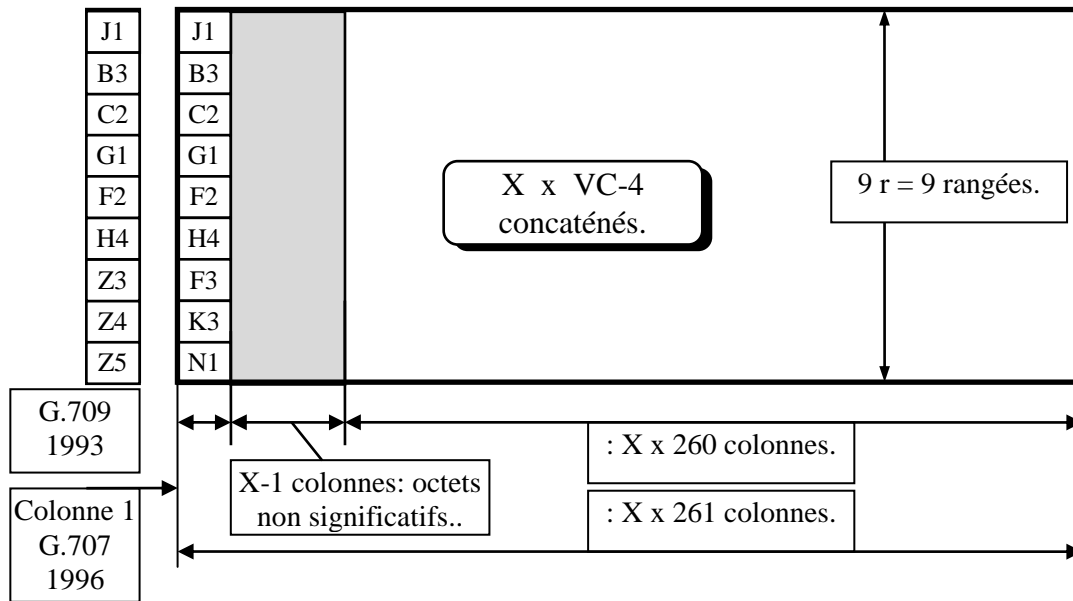 J1
B3
C2
G1
F2
H4
Z3
Z4
Z5
J1
B3
C2
G1
F2
H4
F3
K3
N1
X x VC-4
concaténés.
9 r = 9 rangées.
G.709
1993
Colonne 1
G.707
1996
X-1 colonnes: octets
non significatifs..
: X x 260 colonnes.
: X x 261 colonnes.